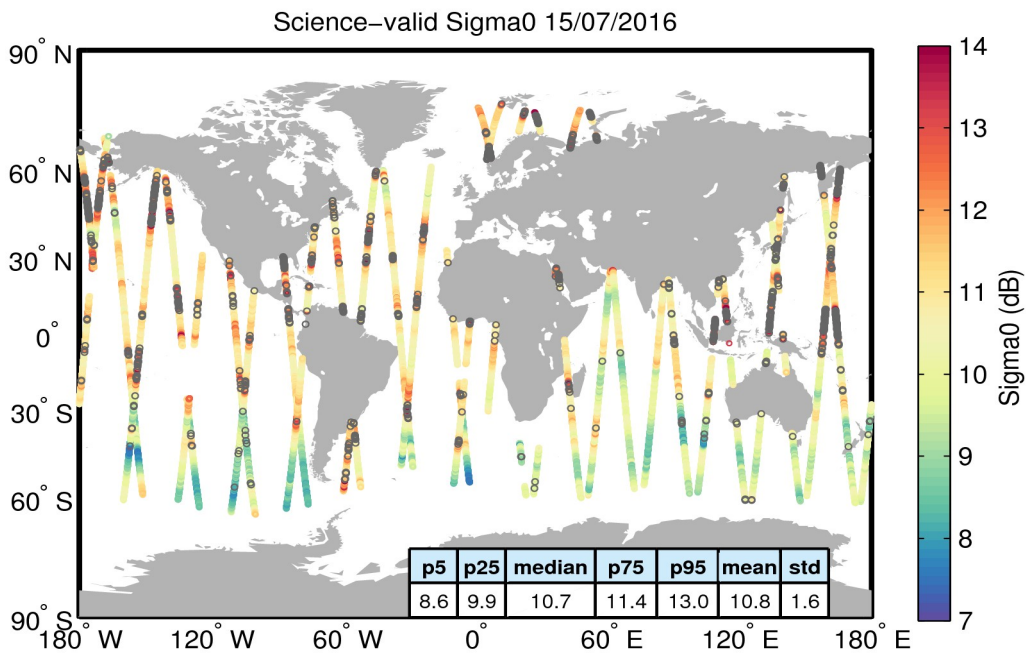 Science−valid Sigma0 15/07/2016
90° N
60° N
30° N
0°
30° S
60° S
90° S
180° W
120° W
60° W
0°
60° E
120° E
180° E
p5 p25 median p75 p95 mean std
8.6 9.9 10.7 11.4 13.0 10.8 1.6
14
13
12
11
10
9
8
7
Sigma0 (dB)